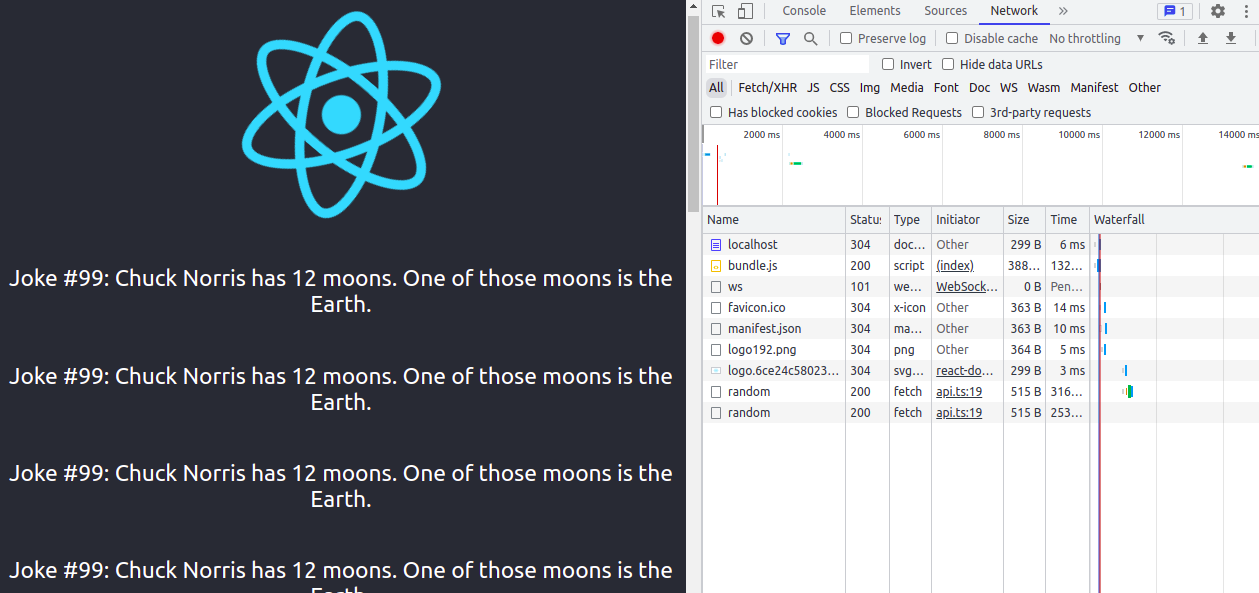 Joke #99: Chuck Norris has 12 moons. One of those moons is the
Earth.
Joke #99: Chuck Norris has 12 moons. One of those moons is the
Earth.
Joke #99: Chuck Norris has 12 moons. One of those moons is the
Earth.
Joke #99: Chuck Norris has 12 moons. One of those moons is the
Earth.
Console Elements Sources Network » 1
Preserve log Disable cache No throttling
Filter Invert Hide data URLs
All Fetch/XHR JS CSS Img Media Font Doc WS Wasm Manifest Other
Has blocked cookies Blocked Requests 3rd-party requests
2000 ms 4000 ms 6000 ms 8000 ms 10000 ms 12000 ms 14000 ms
Name Status Type Initiator Size Time Waterfall
localhost 304 doc... Other 299 B 6 ms
bundle.js 200 script (index) 388... 132...
ws 101 we... WebSock... 0 B Pen...
favicon.ico 304 x-icon Other 363 B 14 ms
manifest.json 304 ma... Other 363 B 10 ms
logo192.png 304 png Other 364 B 5 ms
logo.6ce24c58023... 304 svg... react-do... 299 B 3 ms
random 200 fetch api.ts:19 515 B 316...
random 200 fetch api.ts:19 515 B 253...